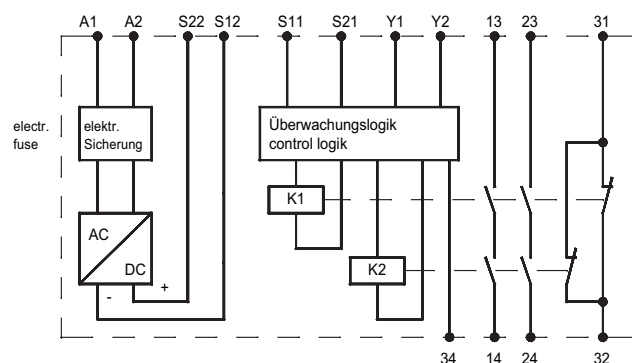 A1 A2 S22 S12 S11 S21 Y1 Y2 13 23 31
electr.
fuse
elektr.
Sicherung
Überwachungslogik
control logik
K1
AC
DC
K2
- +
34 14 24 32